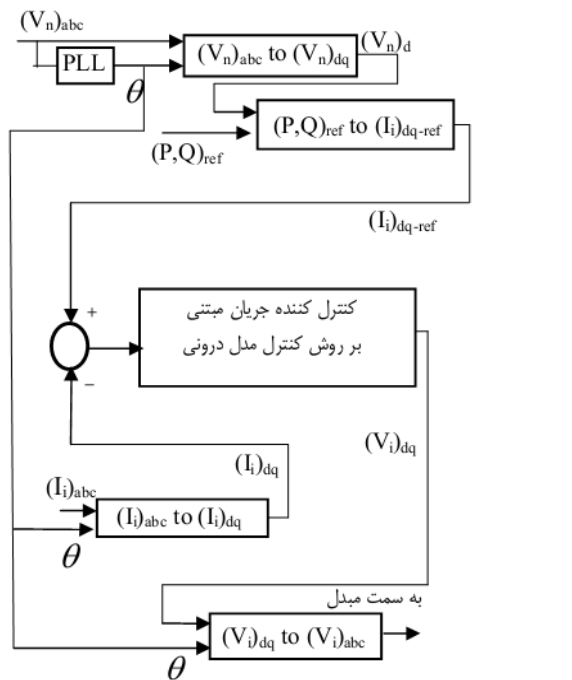 (Vn)abc
PLL
θ
(Vn)abc to (Vn)dq
(Vn)d
(P,Q)ref
(P,Q)ref to (Ii)dq-ref
(Ii)dq-ref
+
کنترل کننده جریان مبتنی
بر روش کنترل مدل درونی
−
(Vi)dq
(Ii)dq
(Ii)abc
(Ii)abc to (Ii)dq
θ
به سمت مبدل
(Vi)dq to (Vi)abc
θ